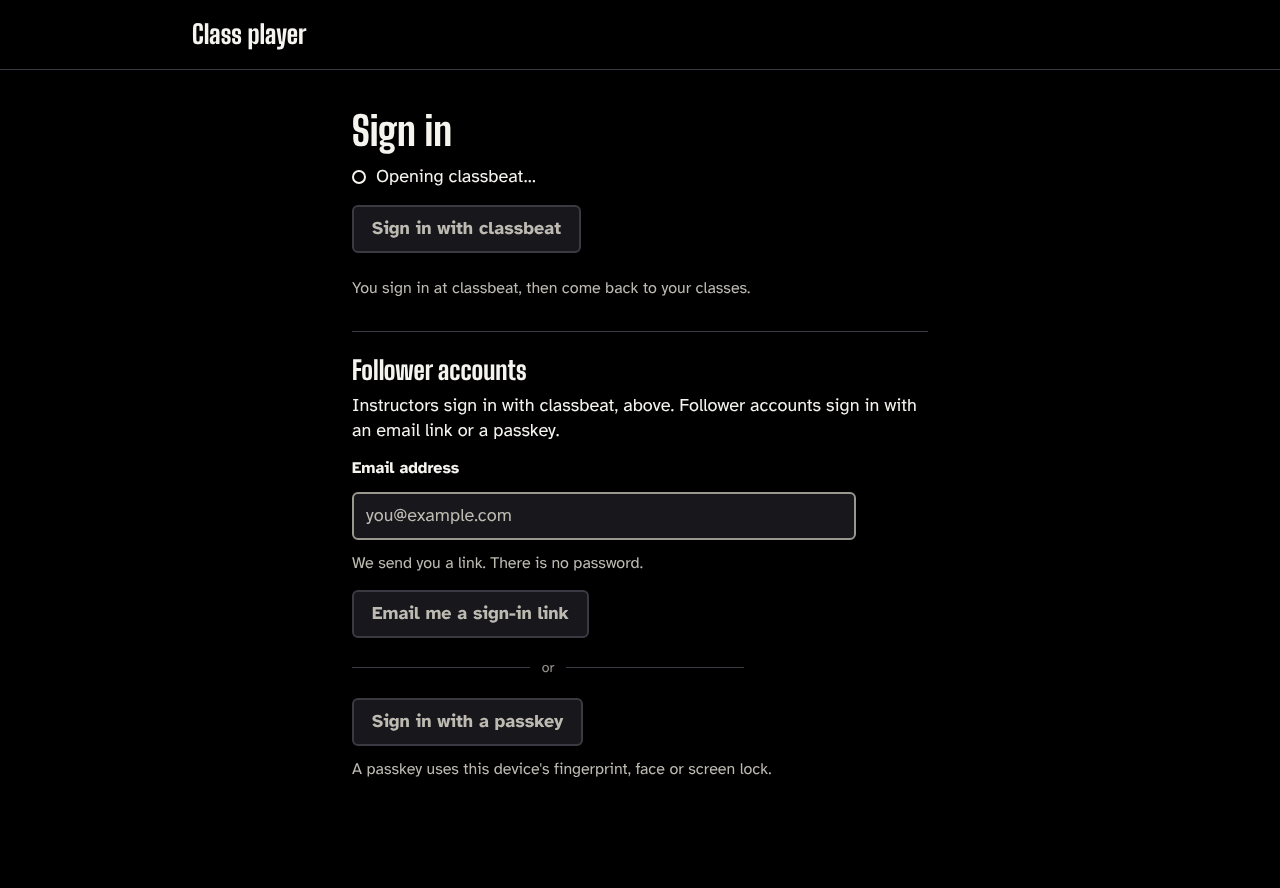 Class player
Sign in
Opening classbeat...
Sign in with classbeat
You sign in at classbeat, then come back to your classes.
Follower accounts
Instructors sign in with classbeat, above. Follower accounts sign in with
an email link or a passkey.
Email address
you@example.com
We send you a link. There is no password.
Email me a sign-in link
or
Sign in with a passkey
A passkey uses this device's fingerprint, face or screen lock.